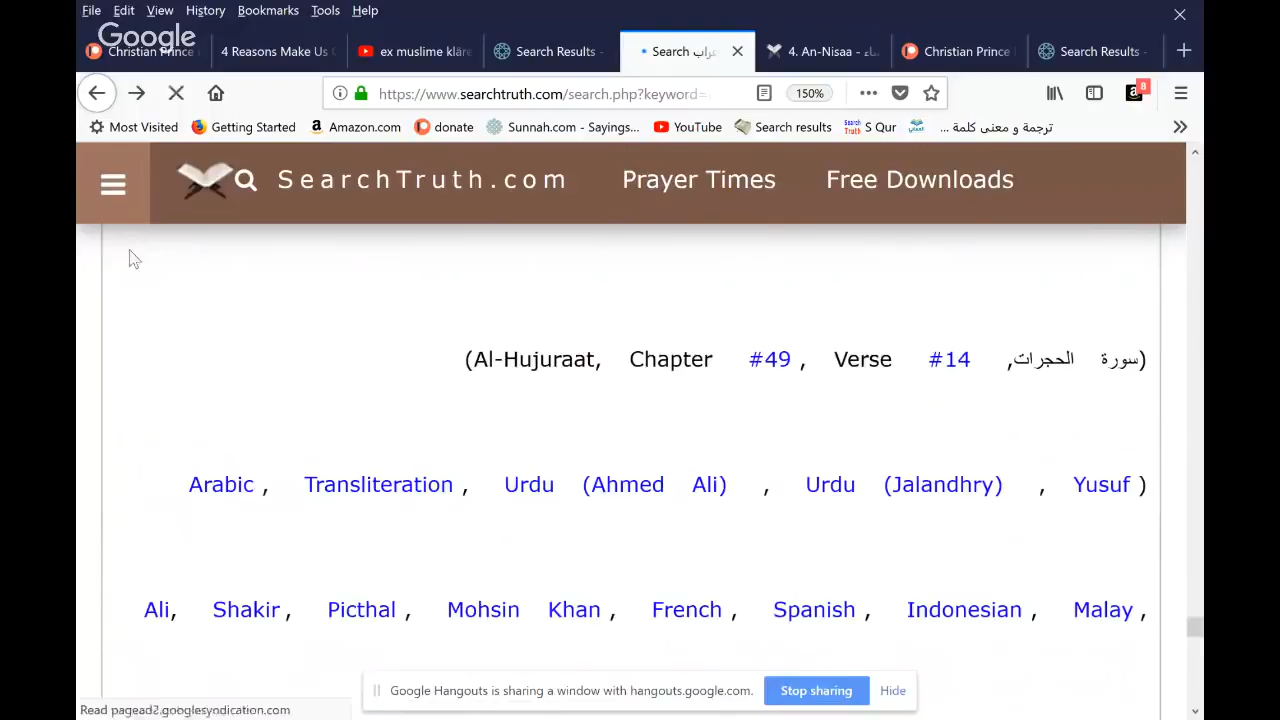 File Edit View History Bookmarks Tools Help
Google
Christian Prince 4 Reasons Make Us ex muslime kläre Search Results - Search عراب 4. An-Nisaa - ساء Christian Prince Search Results -
https://www.searchtruth.com/search.php?keyword= 150% 8
Most Visited Getting Started Amazon.com donate Sunnah.com - Sayings... YouTube Search results S Qur ترجمة و معنى كلمة ...
SearchTruth.com Prayer Times Free Downloads
(Al-Hujuraat, Chapter #49, Verse #14 سورة الحجرات,)
Arabic, Transliteration, Urdu (Ahmed Ali), Urdu (Jalandhry), Yusuf )
Ali, Shakir, Picthal, Mohsin Khan, French, Spanish, Indonesian, Malay,
Google Hangouts is sharing a window with hangouts.google.com. Stop sharing Hide
Read pagead2.googlesyndication.com